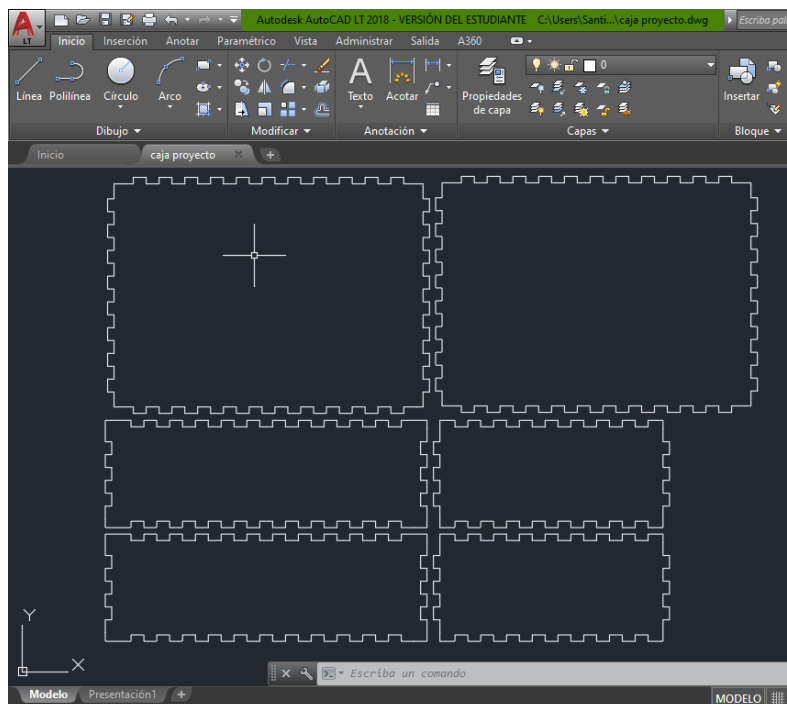 Autodesk AutoCAD LT 2018 - VERSIÓN DEL ESTUDIANTE C:\Users\Santi...\caja proyecto.dwg Escriba pal
LT Inicio Inserción Anotar Paramétrico Vista Administrar Salida A360
Línea Polilínea Círculo Arco Texto Acotar Propiedades de capa 0 Insertar
Dibujo Modificar Anotación Capas Bloque
Inicio caja proyecto
Y
X
Escriba un comando
Modelo Presentación1 MODELO